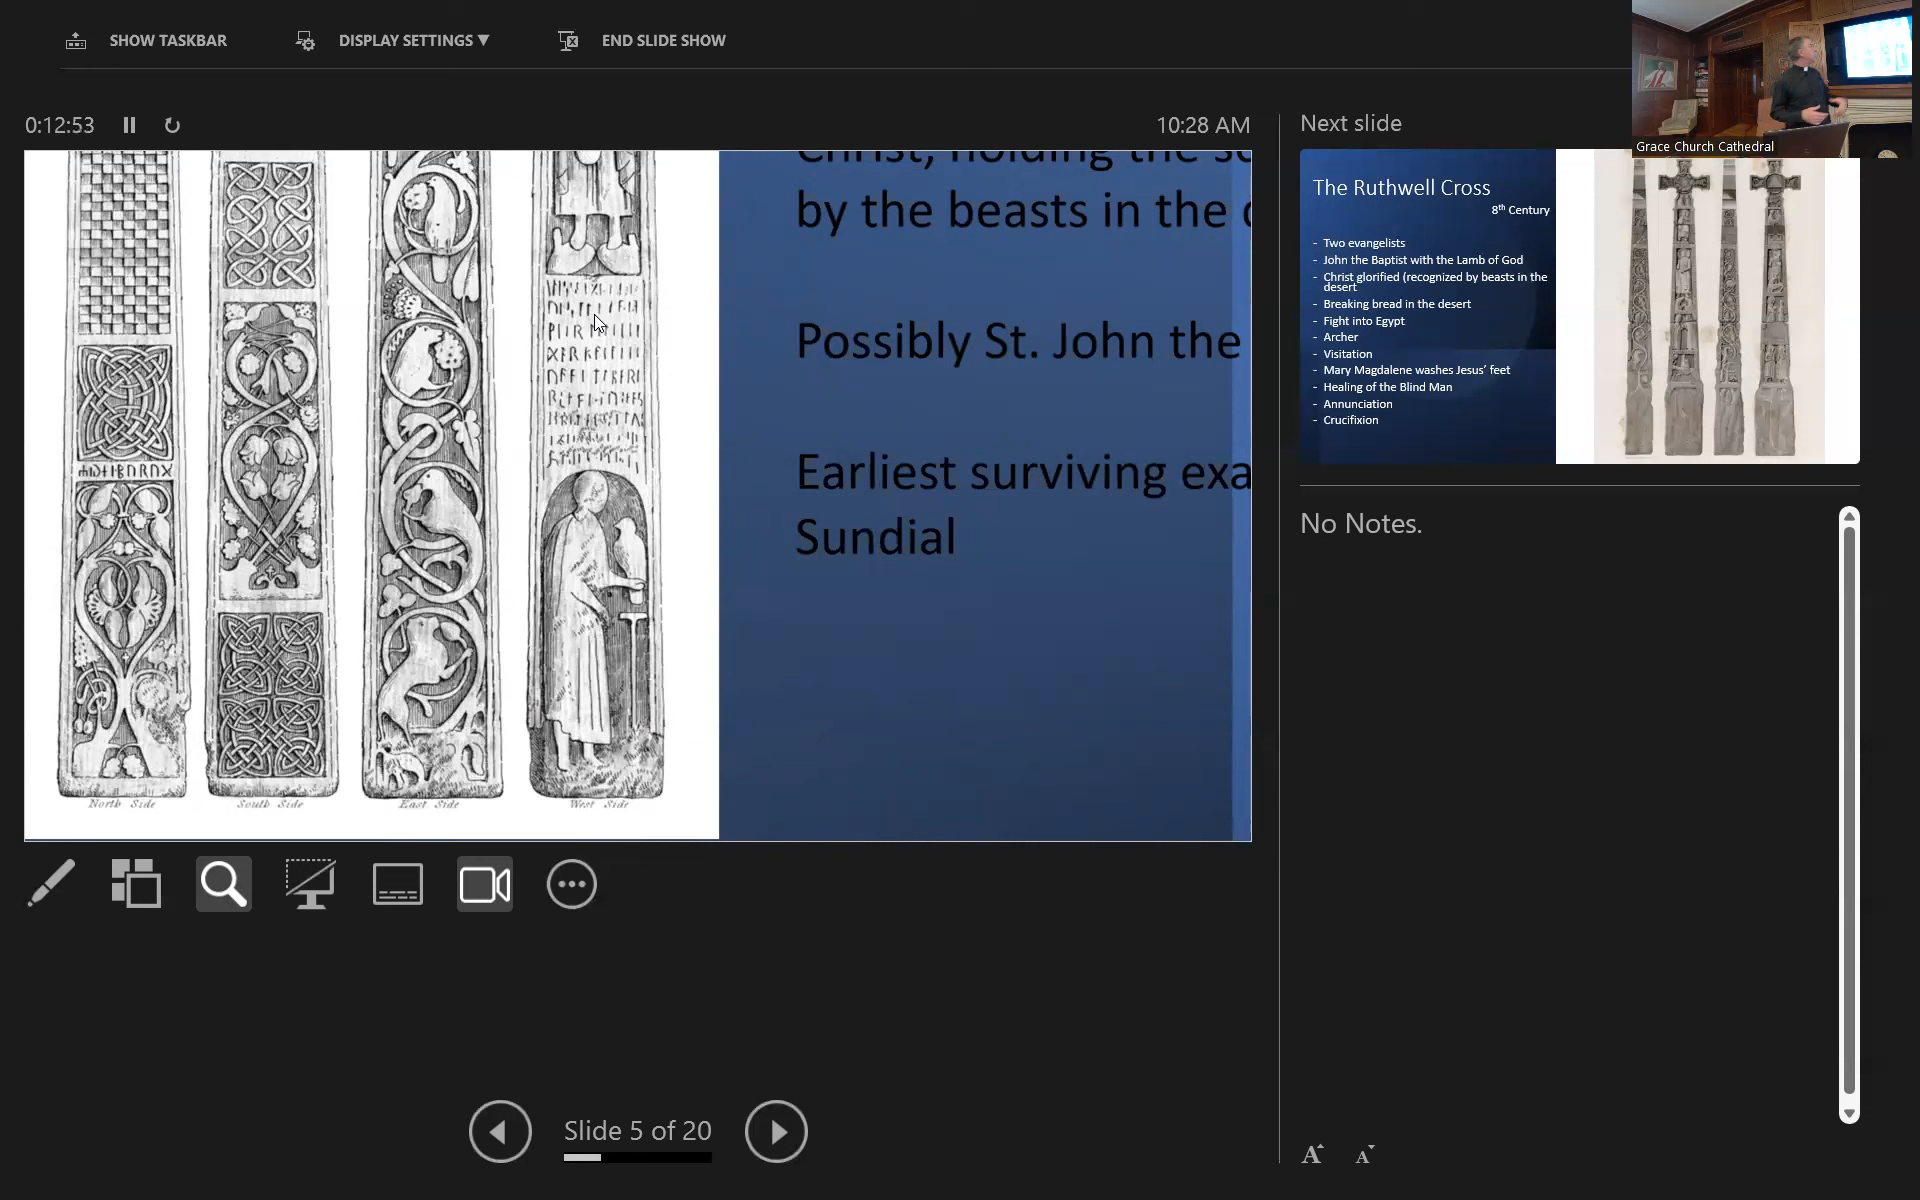 SHOW TASKBAR
DISPLAY SETTINGS ▼
END SLIDE SHOW
0:12:53
10:28 AM
Christ, holding the
by the beasts in the
Possibly St. John the
Earliest surviving exa
Sundial
North Side
South Side
East Side
West Side
Slide 5 of 20
Next slide
Grace Church Cathedral
The Ruthwell Cross
8th Century
- Two evangelists
- John the Baptist with the Lamb of God
- Christ glorified (recognized by beasts in the
desert
- Breaking bread in the desert
- Fight into Egypt
- Archer
- Visitation
- Mary Magdalene washes Jesus' feet
- Healing of the Blind Man
- Annunciation
- Crucifixion
No Notes.
A A